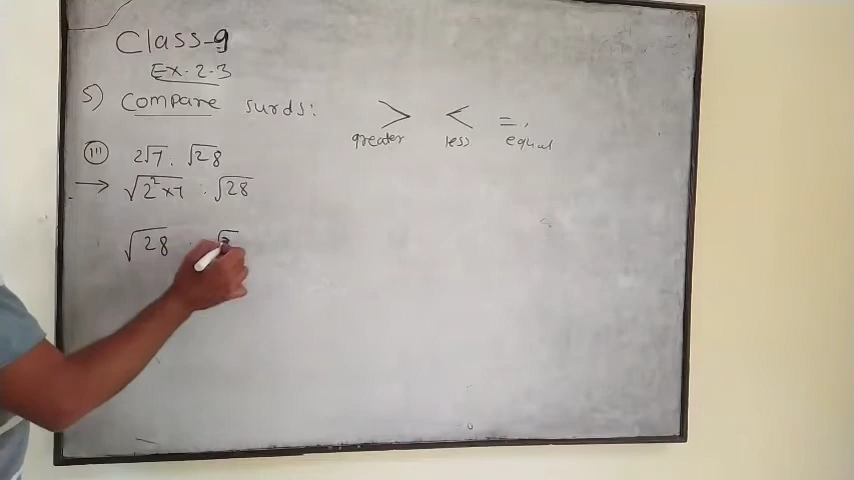 Class-9
Ex. 2.3
5) Compare surds:
> < = .
greater less equal
(iii) 2√7 . √28
→ √2²×7 . √28
√28 . √2